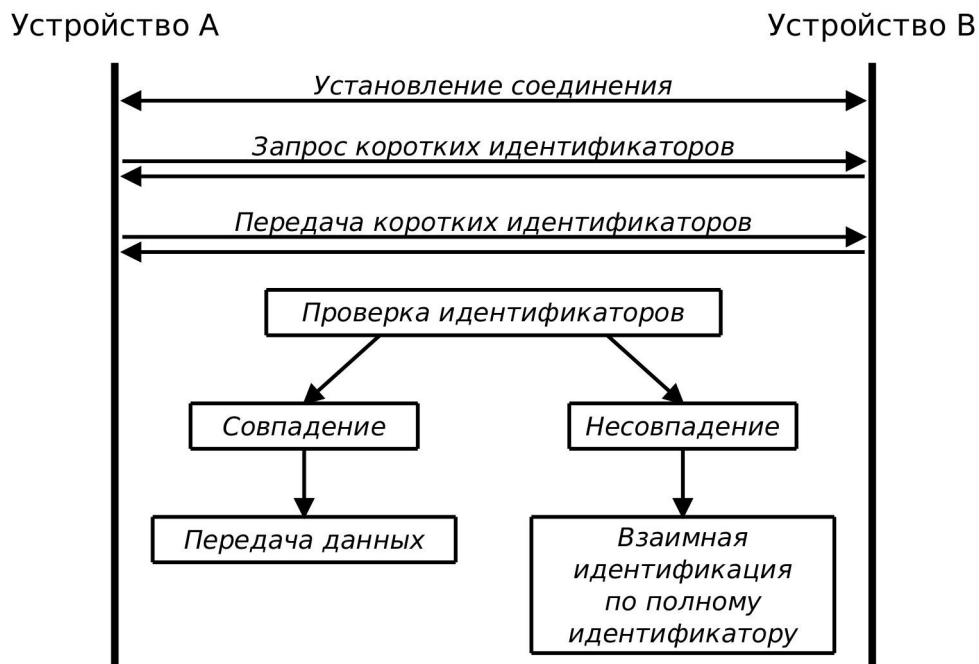 Устройство А
Устройство В
Установление соединения
Запрос коротких идентификаторов
Передача коротких идентификаторов
Проверка идентификаторов
Совпадение
Несовпадение
Передача данных
Взаимная
идентификация
по полному
идентификатору